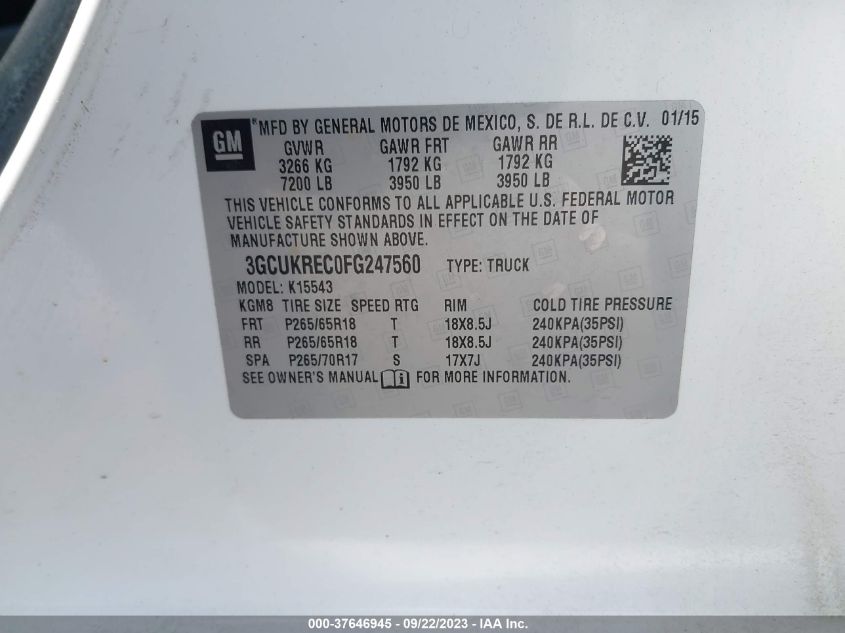 GM ®MFD BY GENERAL MOTORS DE MEXICO, S. DE R.L. DE C.V. 01/15
GVWR GAWR FRT GAWR RR
3266 KG 1792 KG 1792 KG
7200 LB 3950 LB 3950 LB
THIS VEHICLE CONFORMS TO ALL APPLICABLE U.S. FEDERAL MOTOR
VEHICLE SAFETY STANDARDS IN EFFECT ON THE DATE OF
MANUFACTURE SHOWN ABOVE.
3GCUKREC0FG247560 TYPE: TRUCK
MODEL: K15543
KGM8 TIRE SIZE SPEED RTG RIM COLD TIRE PRESSURE
FRT P265/65R18 T 18X8.5J 240KPA(35PSI)
RR P265/65R18 T 18X8.5J 240KPA(35PSI)
SPA P265/70R17 S 17X7J 240KPA(35PSI)
SEE OWNER'S MANUAL FOR MORE INFORMATION.
000-37646945 - 09/22/2023 - IAA Inc.